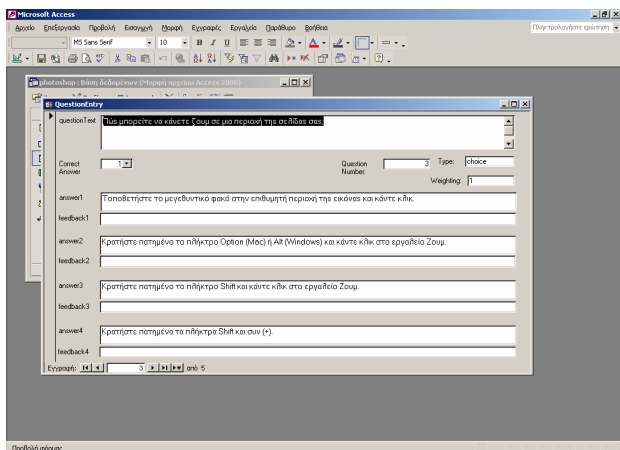 Microsoft Access
Αρχείο Επεξεργασία Προβολή Εισαγωγή Μορφή Εγγραφές Εργαλεία Παράθυρο Βοήθεια
Πληκτρολογήστε ερώτηση
MS Sans Serif 10 B I U
photoshop : Βάση δεδομένων (Μορφή αρχείου Access 2000)
QuestionEntry
questionText Πώς μπορείτε να κάνετε ζουμ σε μια περιοχή της σελίδας σας;
Correct Answer 1 Question Number: 3 Type: choice
Weighting: 1
answer1 Τοποθετήστε το μεγεθυντικό φακό στην επιθυμητή περιοχή της εικόνας και κάντε κλικ.
feedback1
answer2 Κρατήστε πατημένο το πλήκτρο Option (Mac) ή Alt (Windows) και κάντε κλικ στο εργαλείο Ζουμ.
feedback2
answer3 Κρατήστε πατημένο το πλήκτρο Shift και κάντε κλικ στο εργαλείο Ζουμ.
feedback3
answer4 Κρατήστε πατημένα τα πλήκτρα Shift και συν (+).
feedback4
Εγγραφή: 3 από 5
Προβολή φόρμας